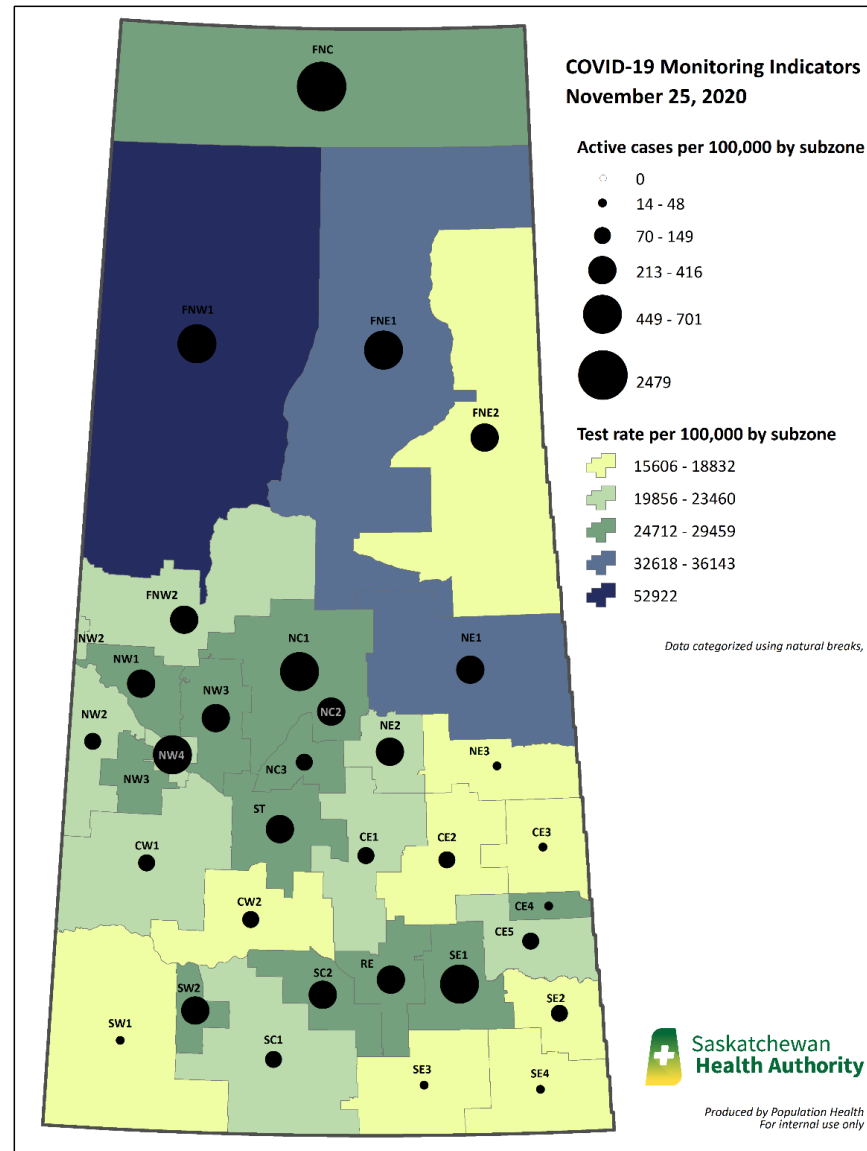 FNC
COVID-19 Monitoring Indicators
November 25, 2020
Active cases per 100,000 by subzone
0
14 - 48
70 - 149
213 - 416
449 - 701
2479
FNW1
FNE1
FNE2
Test rate per 100,000 by subzone
15606 - 18832
19856 - 23460
24712 - 29459
32618 - 36143
52922
FNW2
NW2
NC1
NE1
Data categorized using natural breaks,
NW1
NW3
NC2
NW2
NE2
NW4
NE3
NW3
NC3
ST
CE1
CE2
CE3
CW1
CW2
CE4
CE5
RE
SE1
SC2
SW2
SE2
SW1
SC1
SE3
SE4
Saskatchewan
Health Authority
Produced by Population Health
For internal use only